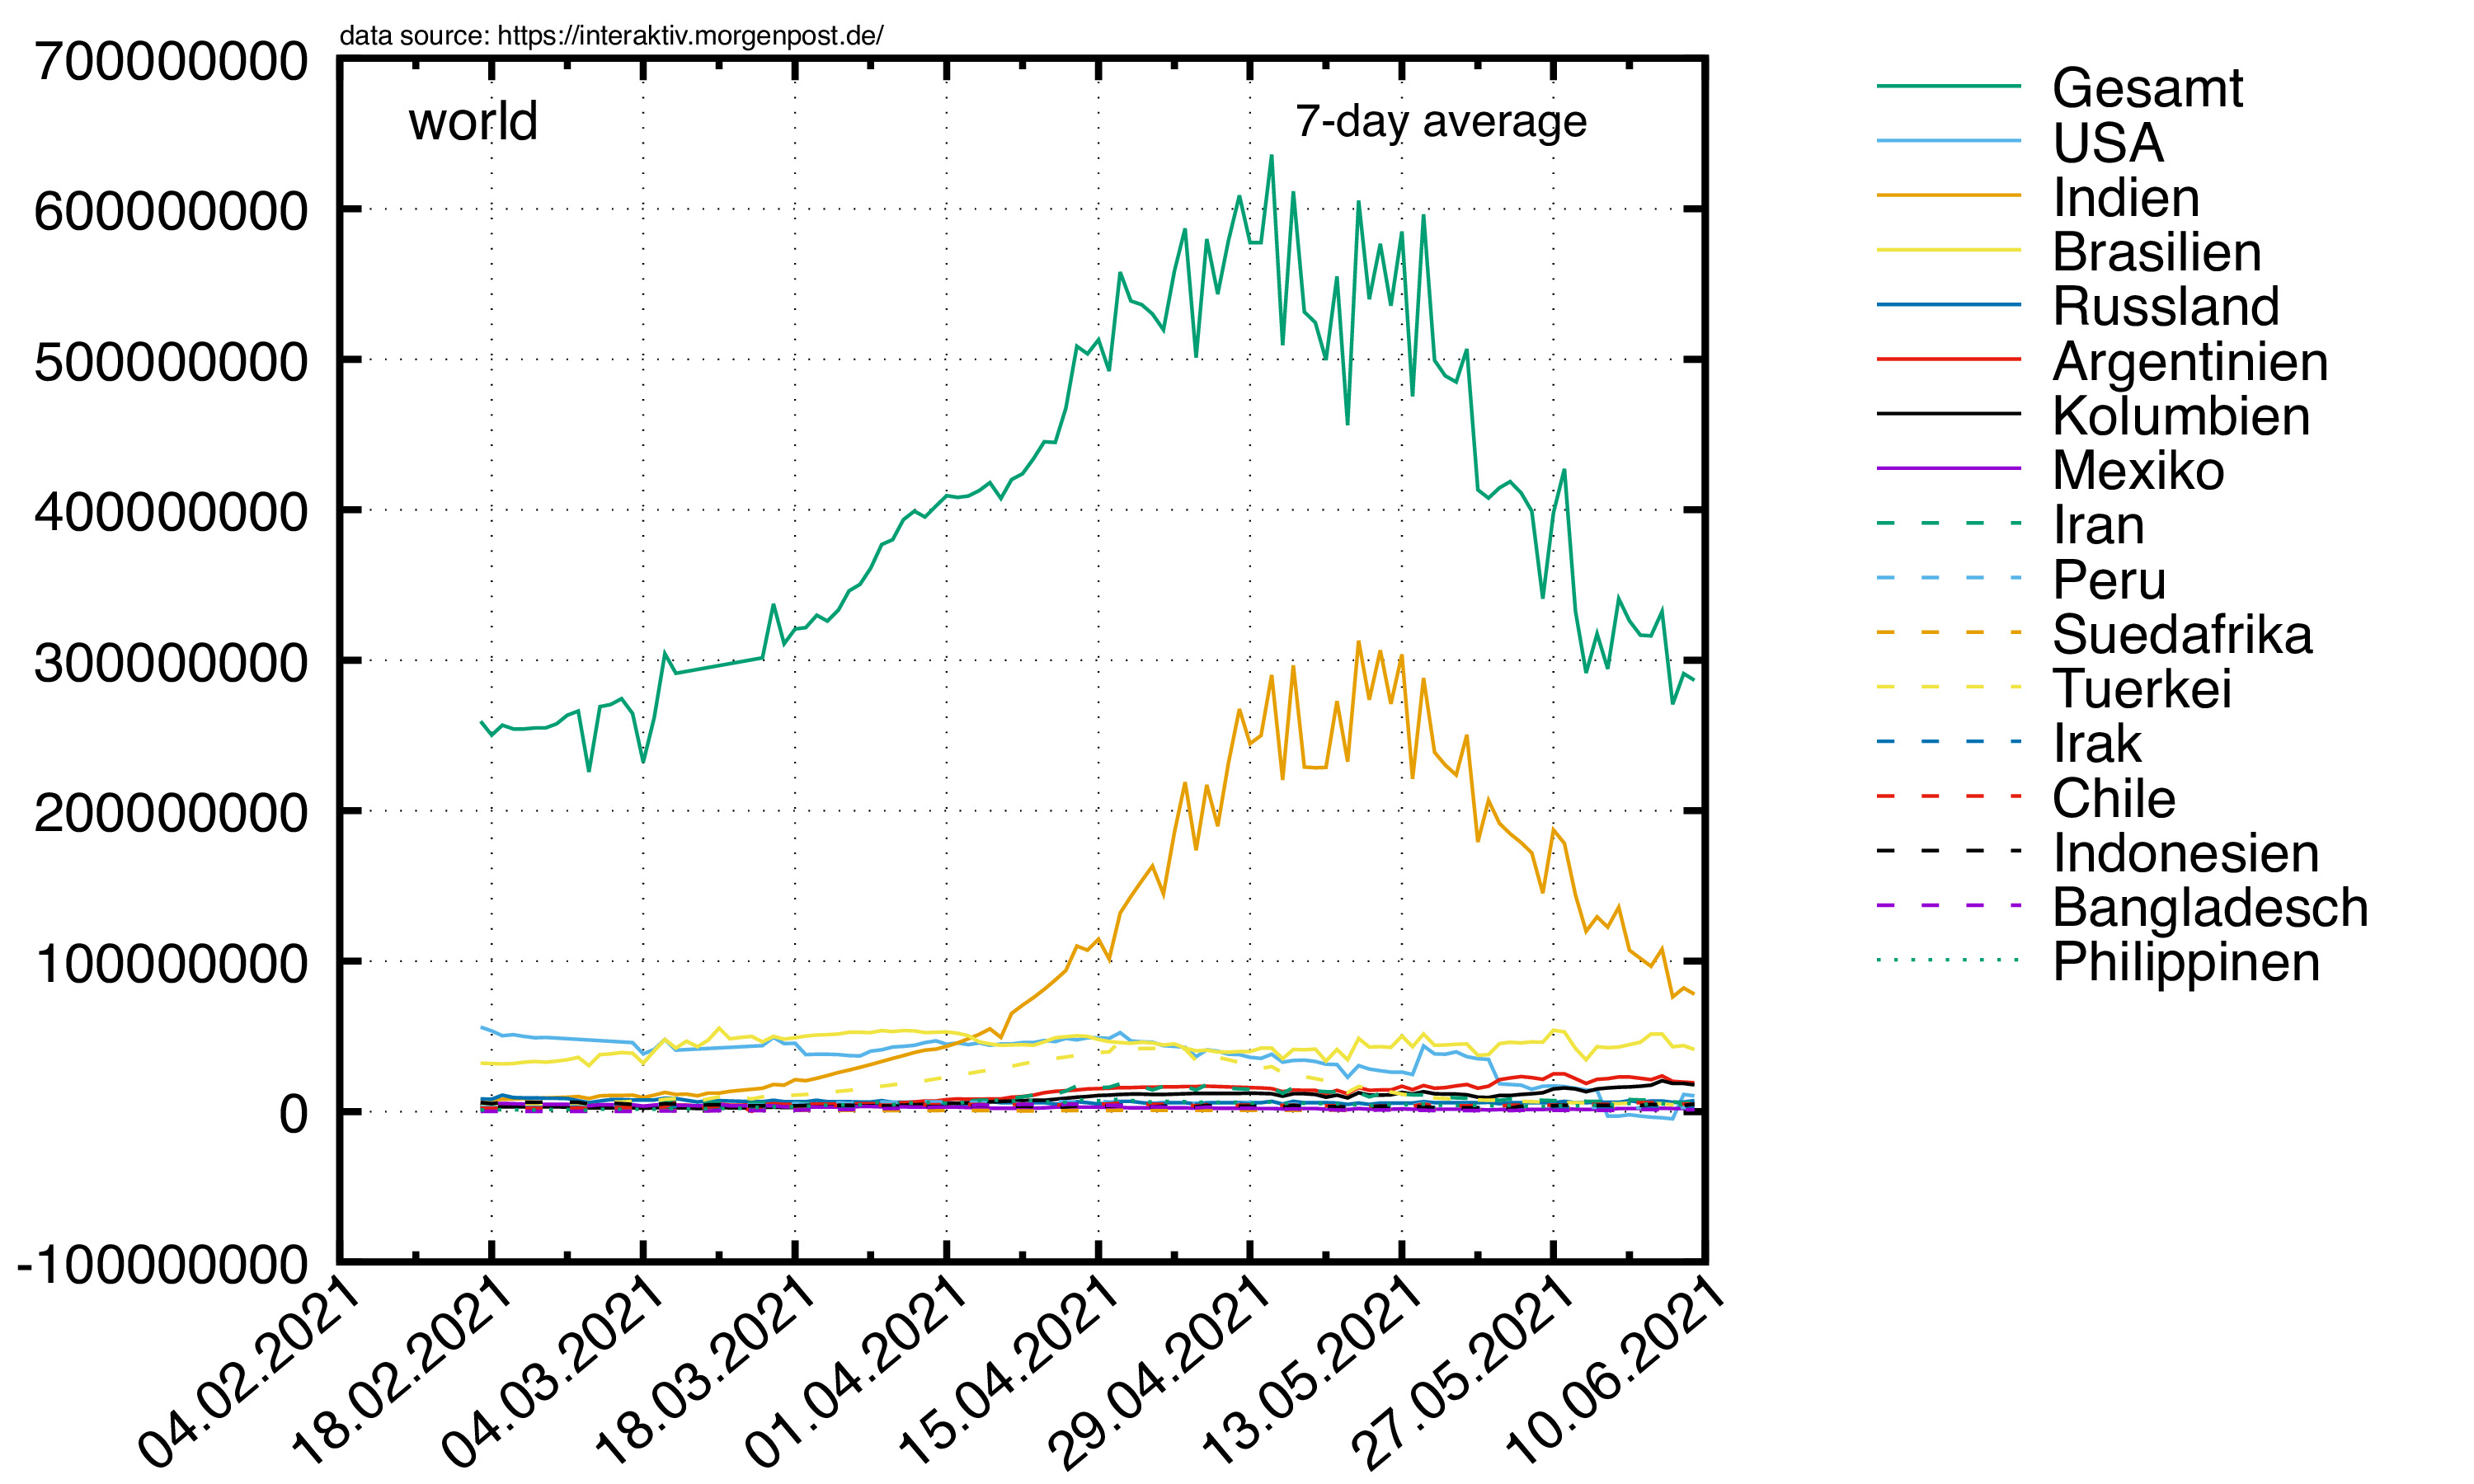 data source: https://interaktiv.morgenpost.de/
700000000
600000000
500000000
400000000
300000000
200000000
100000000
0
-100000000
world
7-day average
04.02.2021
18.02.2021
04.03.2021
18.03.2021
01.04.2021
15.04.2021
29.04.2021
13.05.2021
27.05.2021
10.06.2021
Gesamt
USA
Indien
Brasilien
Russland
Argentinien
Kolumbien
Mexiko
Iran
Peru
Suedafrika
Tuerkei
Irak
Chile
Indonesien
Bangladesch
Philippinen